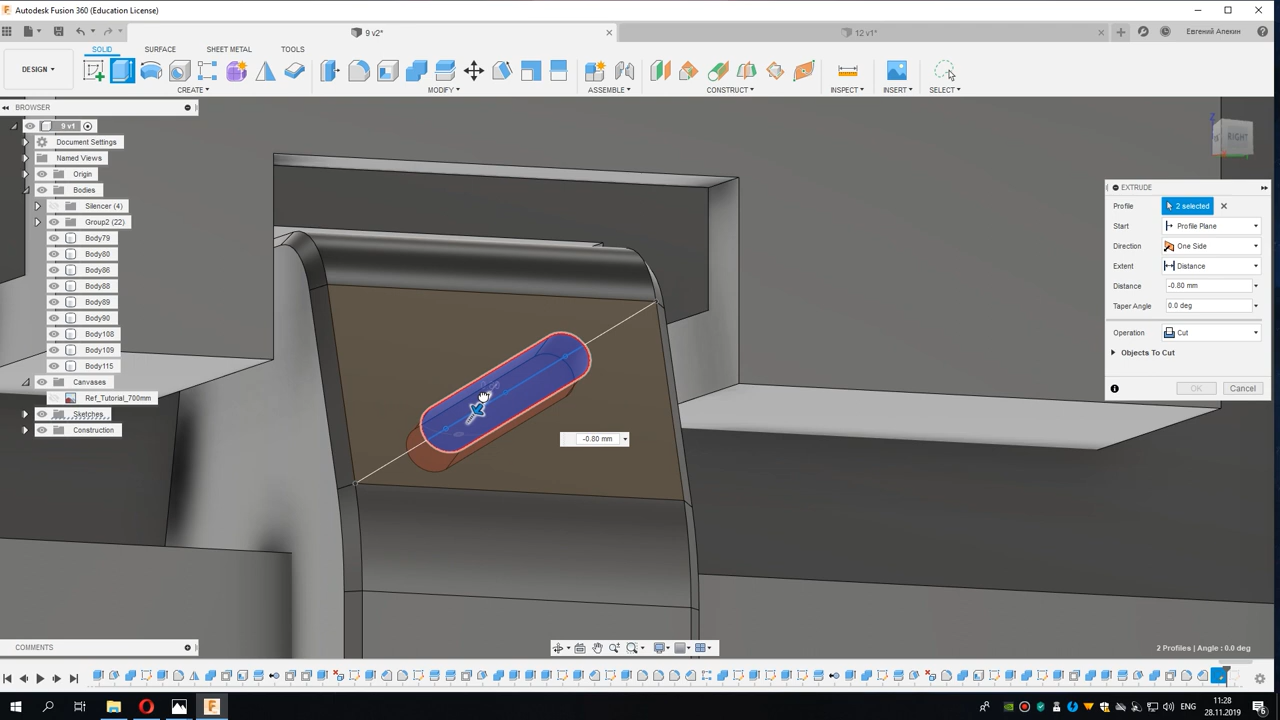 Autodesk Fusion 360 (Education License)
9 v2*
12 v1*
Евгений Апекин
DESIGN
SOLID
SURFACE
SHEET METAL
TOOLS
CREATE
MODIFY
ASSEMBLE
CONSTRUCT
INSPECT
INSERT
SELECT
BROWSER
9 v1
Document Settings
Named Views
Origin
Bodies
Silencer (4)
Group2 (22)
Body79
Body80
Body86
Body88
Body89
Body90
Body108
Body109
Body115
Canvases
Ref_Tutorial_700mm
Sketches
Construction
Z
RIGHT
EXTRUDE
Profile 2 selected
Start Profile Plane
Direction One Side
Extent Distance
Distance -0.80 mm
Taper Angle 0.0 deg
Operation Cut
Objects To Cut
OK Cancel
-0.80 mm
COMMENTS
2 Profiles | Angle : 0.0 deg
ENG
11:28
28.11.2019